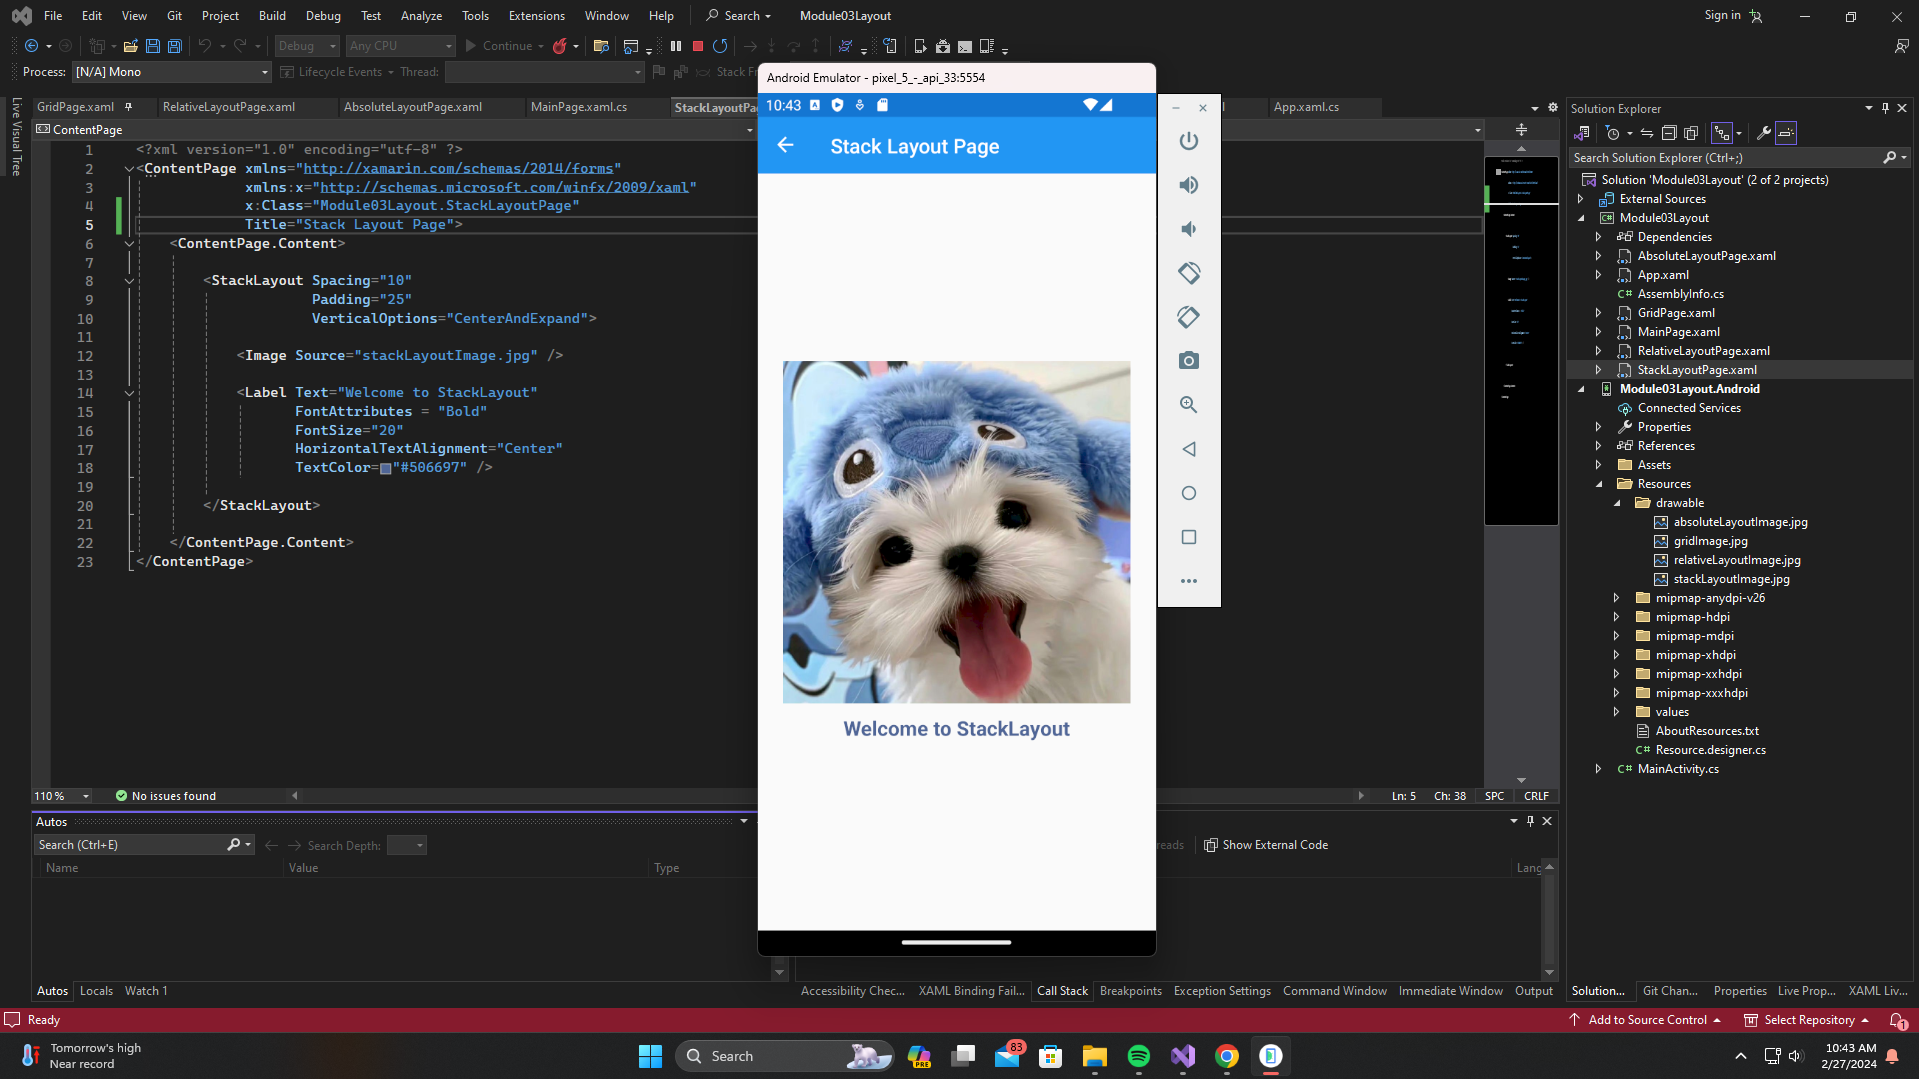 File Edit View Git Project Build Debug Test Analyze Tools Extensions Window Help Search Module03Layout Sign in
Debug Any CPU Continue
Process: [N/A] Mono Lifecycle Events Thread: Stack Fr
Live Visual Tree
GridPage.xaml RelativeLayoutPage.xaml AbsoluteLayoutPage.xaml MainPage.xaml.cs StackLayoutPa App.xaml.cs
ContentPage
1 <?xml version="1.0" encoding="utf-8" ?>
2 <ContentPage xmlns="http://xamarin.com/schemas/2014/forms"
3 xmlns:x="http://schemas.microsoft.com/winfx/2009/xaml"
4 x:Class="Module03Layout.StackLayoutPage"
5 Title="Stack Layout Page">
6 <ContentPage.Content>
7
8 <StackLayout Spacing="10"
9 Padding="25"
10 VerticalOptions="CenterAndExpand">
11
12 <Image Source="stackLayoutImage.jpg" />
13
14 <Label Text="Welcome to StackLayout"
15 FontAttributes = "Bold"
16 FontSize="20"
17 HorizontalTextAlignment="Center"
18 TextColor="#506697" />
19
20 </StackLayout>
21
22 </ContentPage.Content>
23 </ContentPage>
110 % No issues found Ln: 5 Ch: 38 SPC CRLF
Android Emulator - pixel_5_-_api_33:5554
10:43
Stack Layout Page
Welcome to StackLayout
Solution Explorer
Search Solution Explorer (Ctrl+;)
Solution 'Module03Layout' (2 of 2 projects)
External Sources
Module03Layout
Dependencies
AbsoluteLayoutPage.xaml
App.xaml
AssemblyInfo.cs
GridPage.xaml
MainPage.xaml
RelativeLayoutPage.xaml
StackLayoutPage.xaml
Module03Layout.Android
Connected Services
Properties
References
Assets
Resources
drawable
absoluteLayoutImage.jpg
gridImage.jpg
relativeLayoutImage.jpg
stackLayoutImage.jpg
mipmap-anydpi-v26
mipmap-hdpi
mipmap-mdpi
mipmap-xhdpi
mipmap-xxhdpi
mipmap-xxxhdpi
values
AboutResources.txt
Resource.designer.cs
MainActivity.cs
Autos
Search (Ctrl+E) Search Depth:
Name Value Type
reads Show External Code
Lang
Autos Locals Watch 1
Accessibility Chec... XAML Binding Fail... Call Stack Breakpoints Exception Settings Command Window Immediate Window Output
Solution... Git Chan... Properties Live Prop... XAML Liv...
Ready Add to Source Control Select Repository 1
Tomorrow's high
Near record
Search
PRE
83
10:43 AM
2/27/2024